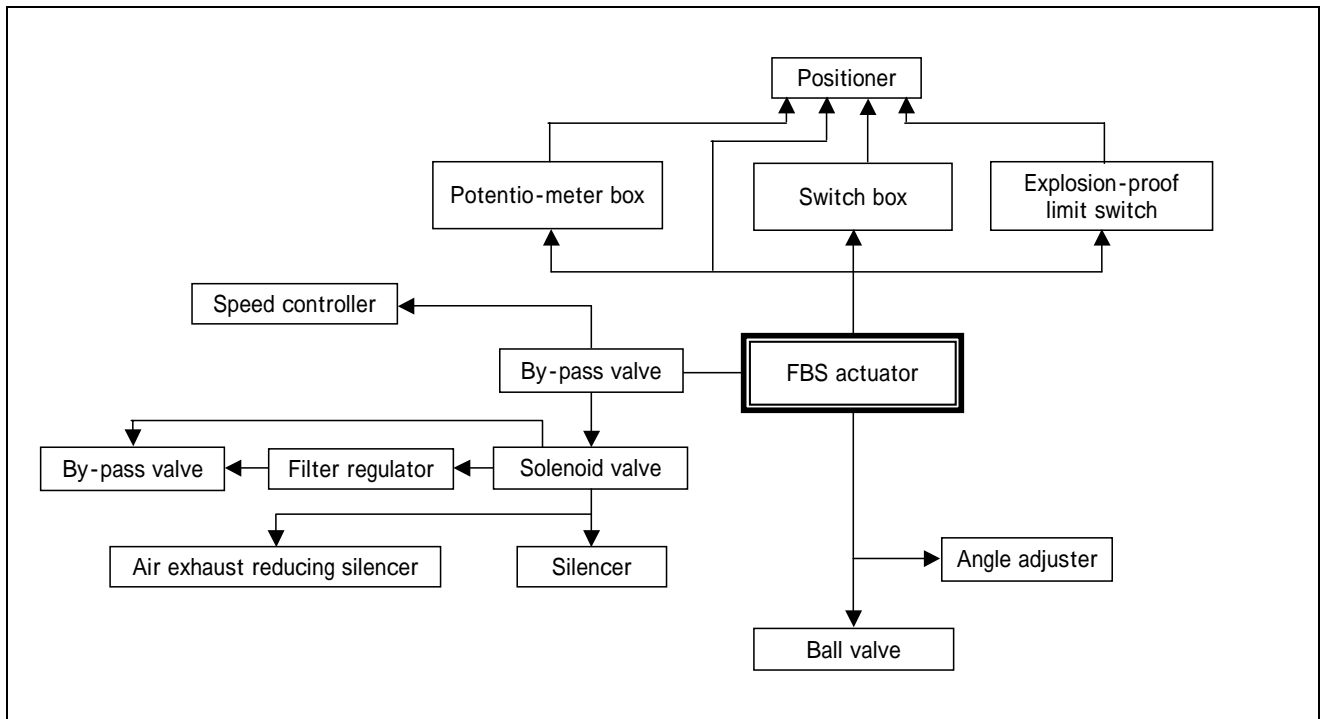 Positioner
Potentio-meter box
Switch box
Explosion-proof
limit switch
Speed controller
By-pass valve
FBS actuator
By-pass valve
Filter regulator
Solenoid valve
Air exhaust reducing silencer
Silencer
Angle adjuster
Ball valve